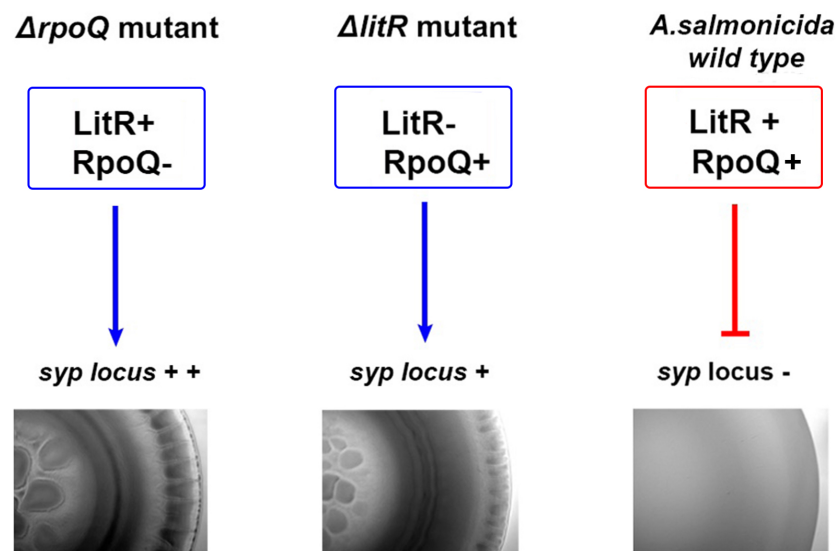 ΔrpoQ mutant
LitR+
RpoQ-
syp locus + +
ΔlitR mutant
LitR-
RpoQ+
syp locus +
A.salmonicida
wild type
LitR +
RpoQ+
syp locus -